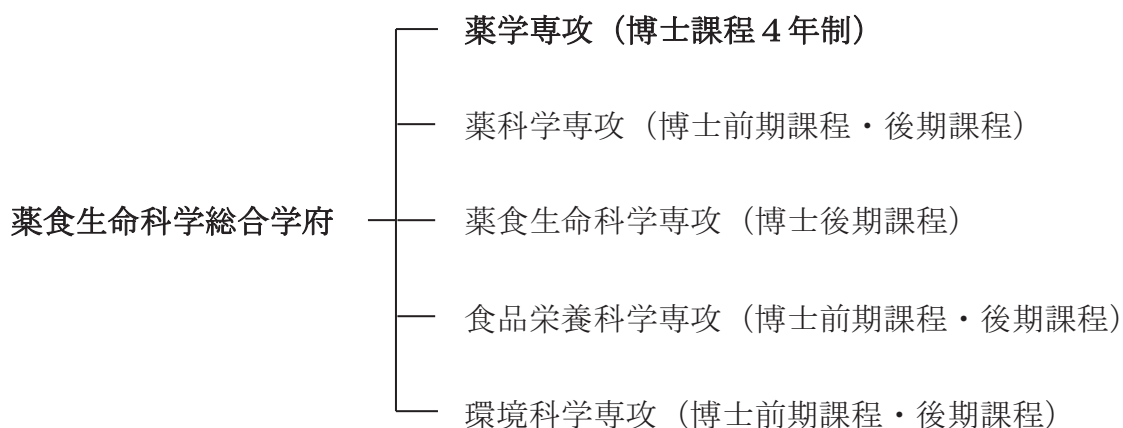 薬学専攻（博士課程４年制）
薬科学専攻（博士前期課程・後期課程）
薬食生命科学総合学府
薬食生命科学専攻（博士後期課程）
食品栄養科学専攻（博士前期課程・後期課程）
環境科学専攻（博士前期課程・後期課程）